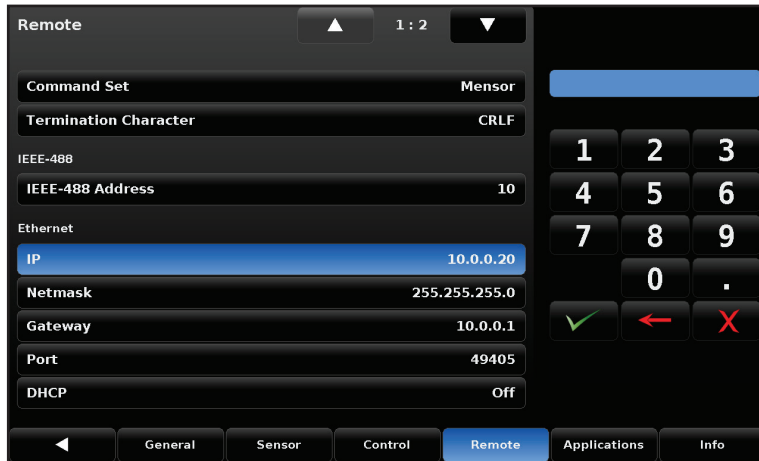 Remote
1 : 2
Command Set Mensor
Termination Character CRLF
IEEE-488
IEEE-488 Address 10
Ethernet
IP 10.0.0.20
Netmask 255.255.255.0
Gateway 10.0.0.1
Port 49405
DHCP Off
1 2 3
4 5 6
7 8 9
0 .
General Sensor Control Remote Applications Info